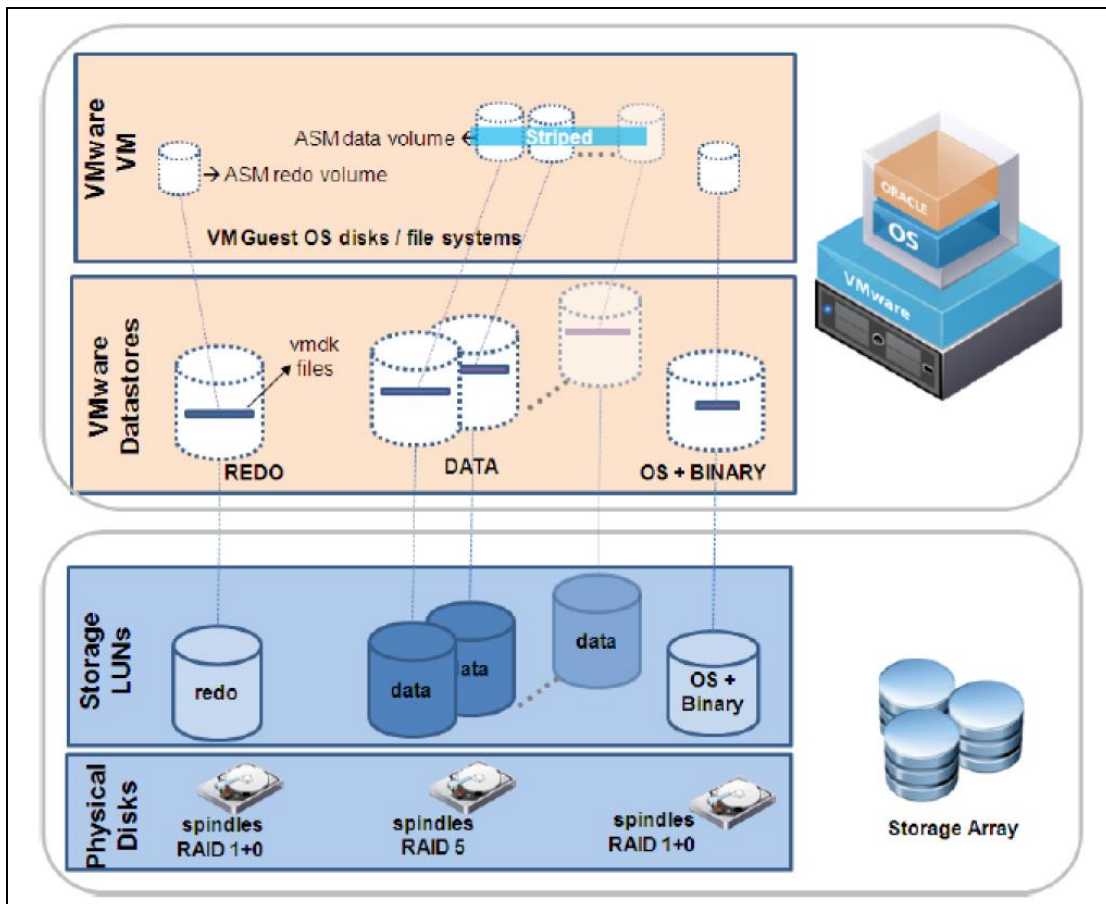 VMware
VM
ASM data volume
Striped
ASM redo volume
VM Guest OS disks / file systems
ORACLE
OS
VMware
VMware
Datastores
vmdk
files
REDO
DATA
OS + BINARY
Storage
LUNs
redo
data
data
data
OS +
Binary
Physical
Disks
spindles
RAID 1+0
spindles
RAID 5
spindles
RAID 1+0
Storage Array